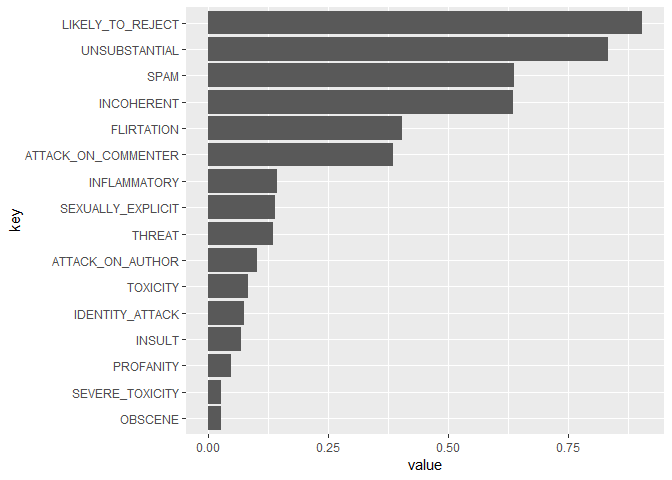 LIKELY_TO_REJECT
UNSUBSTANTIAL
SPAM
INCOHERENT
FLIRTATION
ATTACK_ON_COMMENTER
INFLAMMATORY
SEXUALLY_EXPLICIT
THREAT
ATTACK_ON_AUTHOR
TOXICITY
IDENTITY_ATTACK
INSULT
PROFANITY
SEVERE_TOXICITY
OBSCENE
key
0.00 0.25 0.50 0.75
value